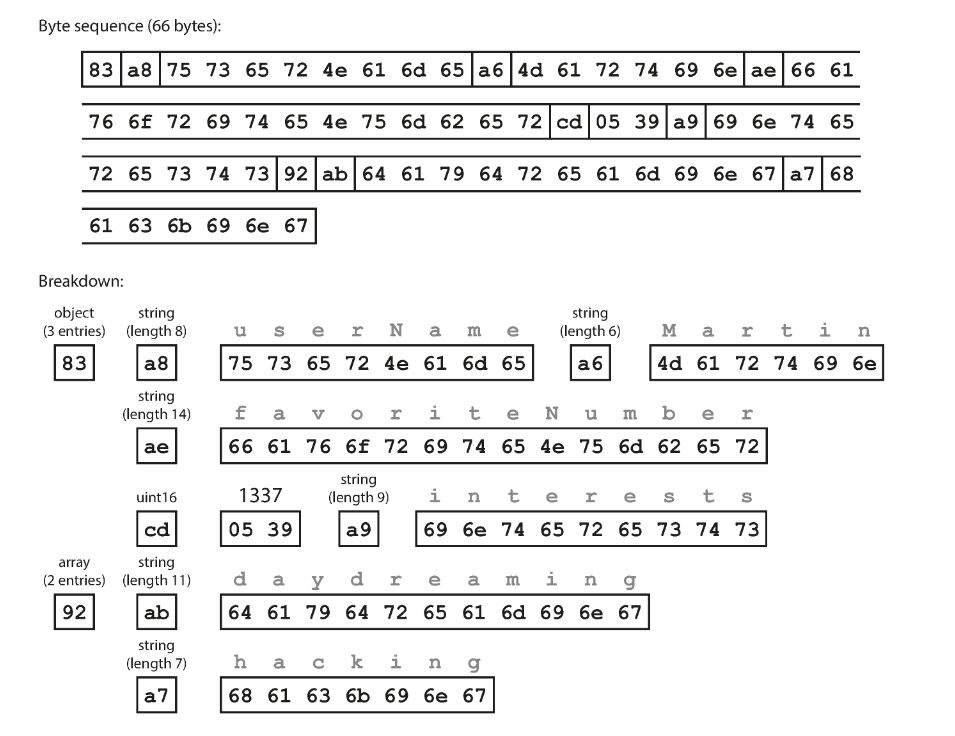 Byte sequence (66 bytes):
83 a8 75 73 65 72 4e 61 6d 65 a6 4d 61 72 74 69 6e ae 66 61
76 6f 72 69 74 65 4e 75 6d 62 65 72 cd 05 39 a9 69 6e 74 65
72 65 73 74 73 92 ab 64 61 79 64 72 65 61 6d 69 6e 67 a7 68
61 63 6b 69 6e 67
Breakdown:
object string string
(3 entries) (length 8) u s e r N a m e (length 6) M a r t i n
83 a8 75 73 65 72 4e 61 6d 65 a6 4d 61 72 74 69 6e
string
(length 14) f a v o r i t e N u m b e r
ae 66 61 76 6f 72 69 74 65 4e 75 6d 62 65 72
string
uint16 1337 (length 9) i n t e r e s t s
cd 05 39 a9 69 6e 74 65 72 65 73 74 73
array string
(2 entries) (length 11) d a y d r e a m i n g
92 ab 64 61 79 64 72 65 61 6d 69 6e 67
string
(length 7) h a c k i n g
a7 68 61 63 6b 69 6e 67